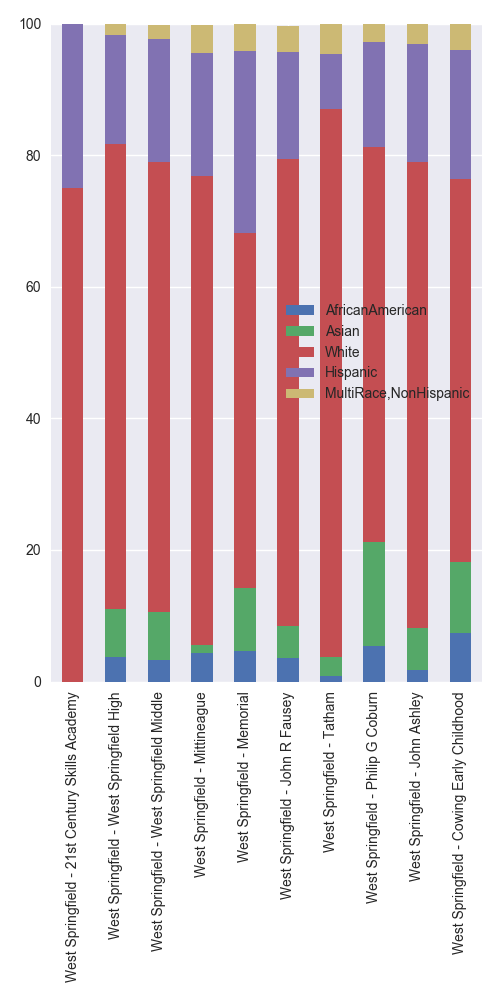 100
80
60
40
20
0
AfricanAmerican
Asian
White
Hispanic
MultiRace,NonHispanic
West Springfield - 21st Century Skills Academy
West Springfield - West Springfield High
West Springfield - West Springfield Middle
West Springfield - Mittineague
West Springfield - Memorial
West Springfield - John R Fausey
West Springfield - Tatham
West Springfield - Philip G Coburn
West Springfield - John Ashley
West Springfield - Cowing Early Childhood